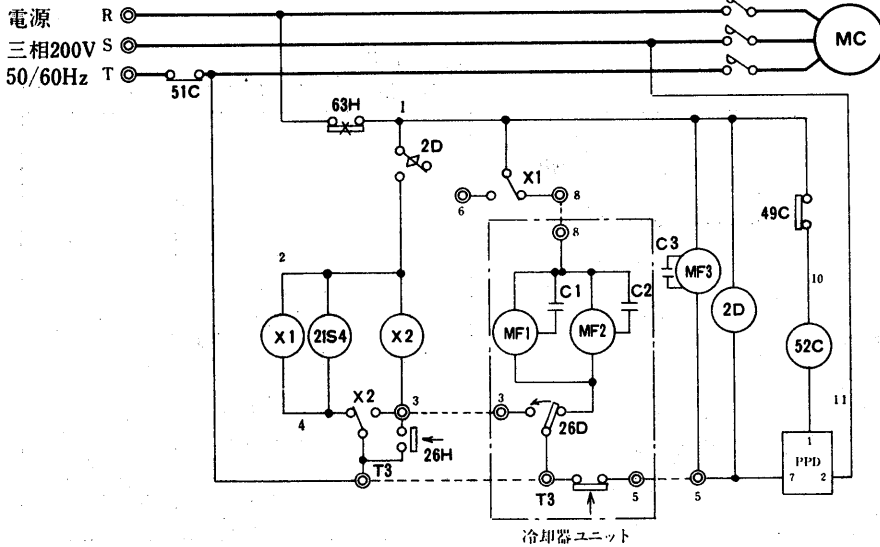 電源 R
三相200V S
50/60Hz T
MC
51C
63H
1
2D
X1
6
8
8
49C
C3
MF3
2
C1
C2
10
X1
21S4
X2
MF1
MF2
2D
52C
X2
3
3
4
26H
26D
11
1
PPD
7
2
T3
T3
5
5
冷却器ユニット